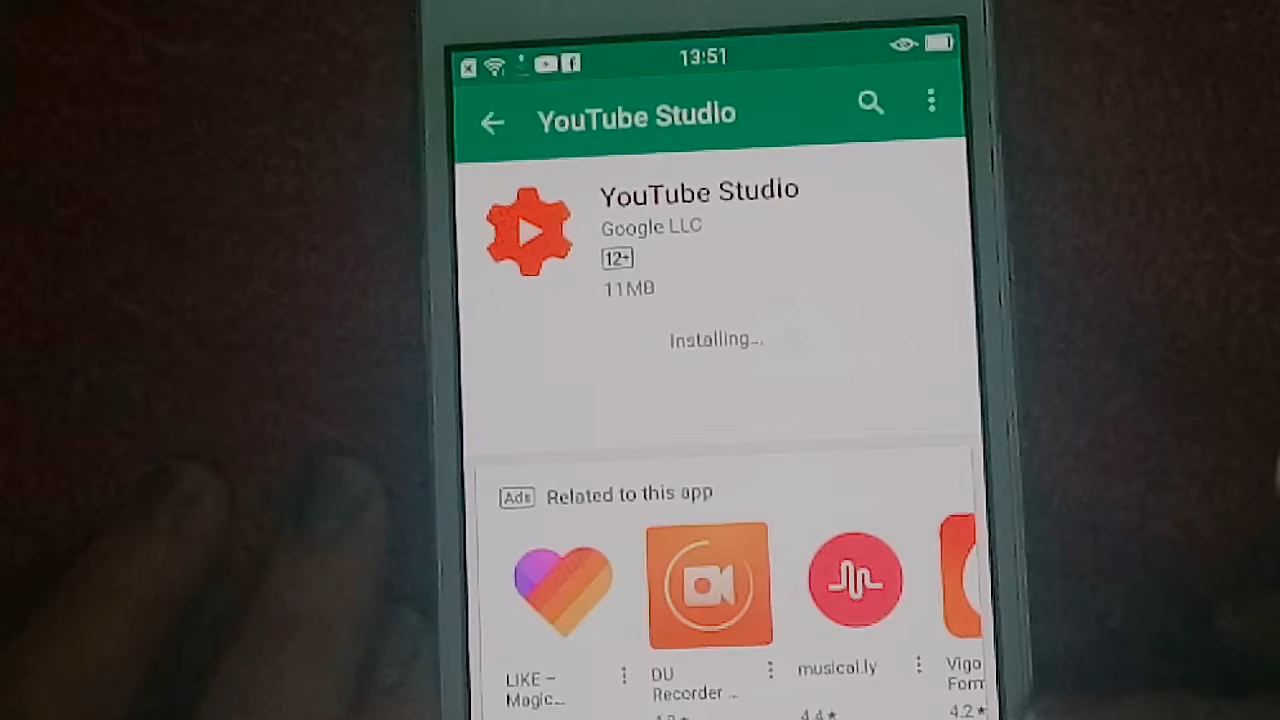 13:51
YouTube Studio
YouTube Studio
Google LLC
12+
11MB
Installing...
Ads Related to this app
LIKE –
Magic...
DU
Recorder ...
musical.ly
Vigo
4.4★
4.2★